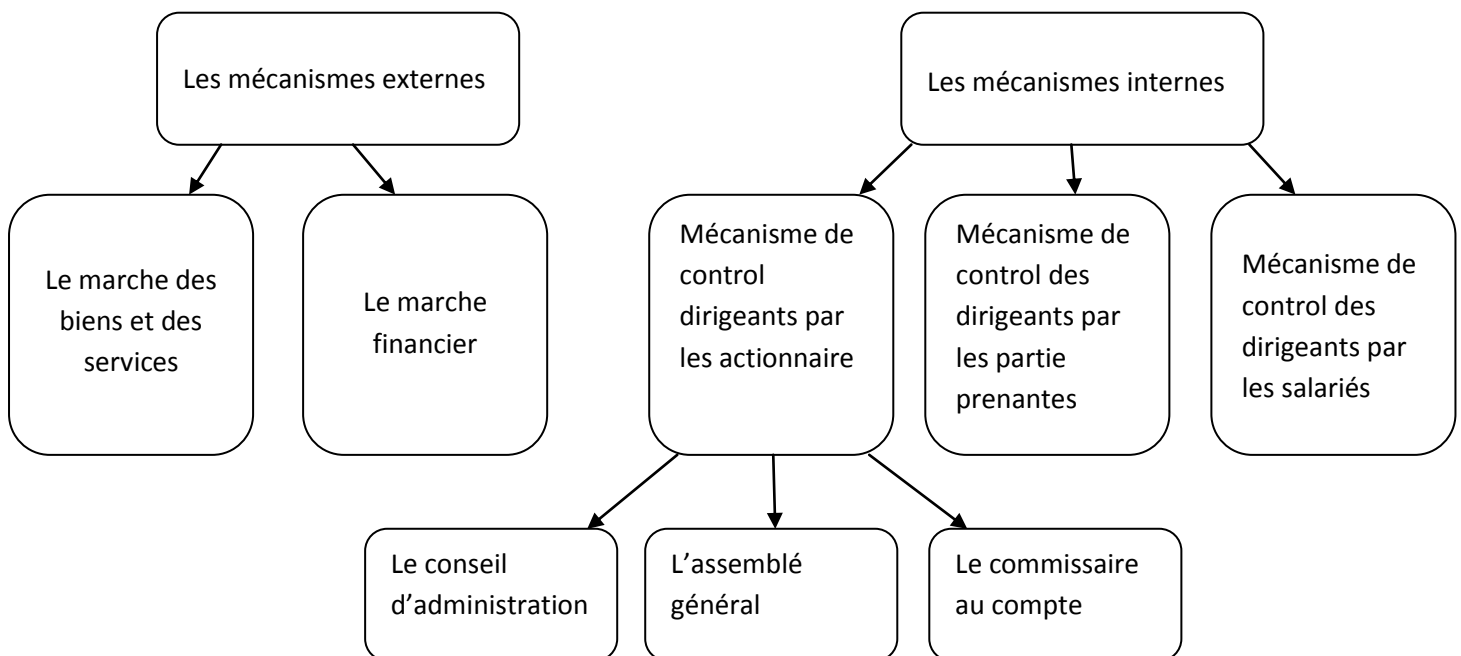 Les mécanismes externes
Les mécanismes internes
Le marche des
biens et des
services
Le marche
financier
Mécanisme de
control
dirigeants par
les actionnaire
Mécanisme de
control des
dirigeants par
les partie
prenantes
Mécanisme de
control des
dirigeants par
les salariés
Le conseil
d’administration
L’assemblé
général
Le commissaire
au compte